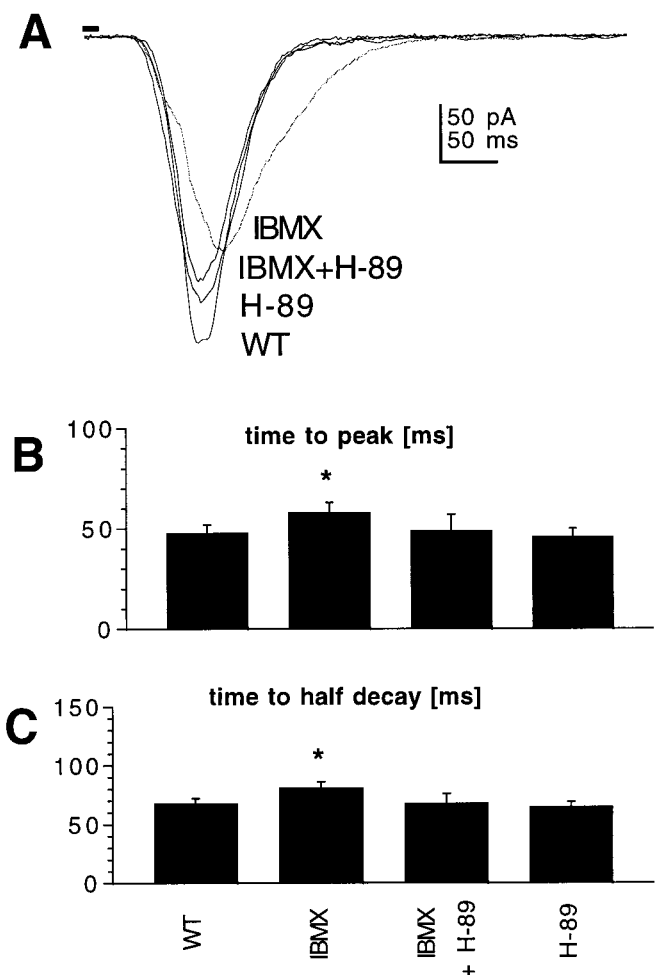 A
50 pA
50 ms
IBMX
IBMX+H-89
H-89
WT
B
time to peak [ms]
100
*
50
0
C
time to half decay [ms]
150
100
*
50
0
WT
IBMX
IBMX
+ H-89
H-89